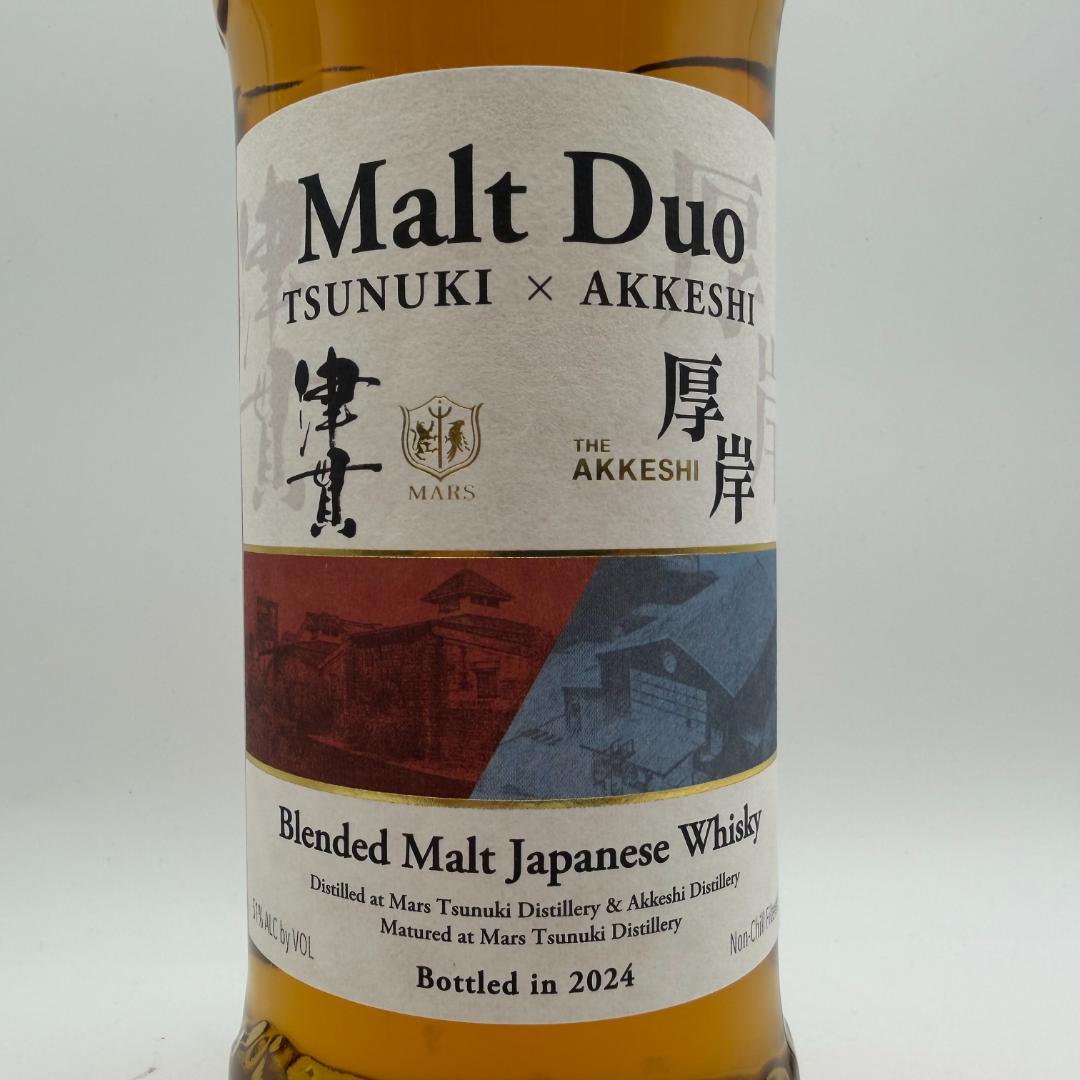 Malt Duo
TSUNUKI × AKKESHI
津貫
厚岸
MARS
THE
AKKESHI
Blended Malt Japanese Whisky
Distilled at Mars Tsunuki Distillery & Akkeshi Distillery
Matured at Mars Tsunuki Distillery
51% ALC by VOL
Non-Chill
Bottled in 2024